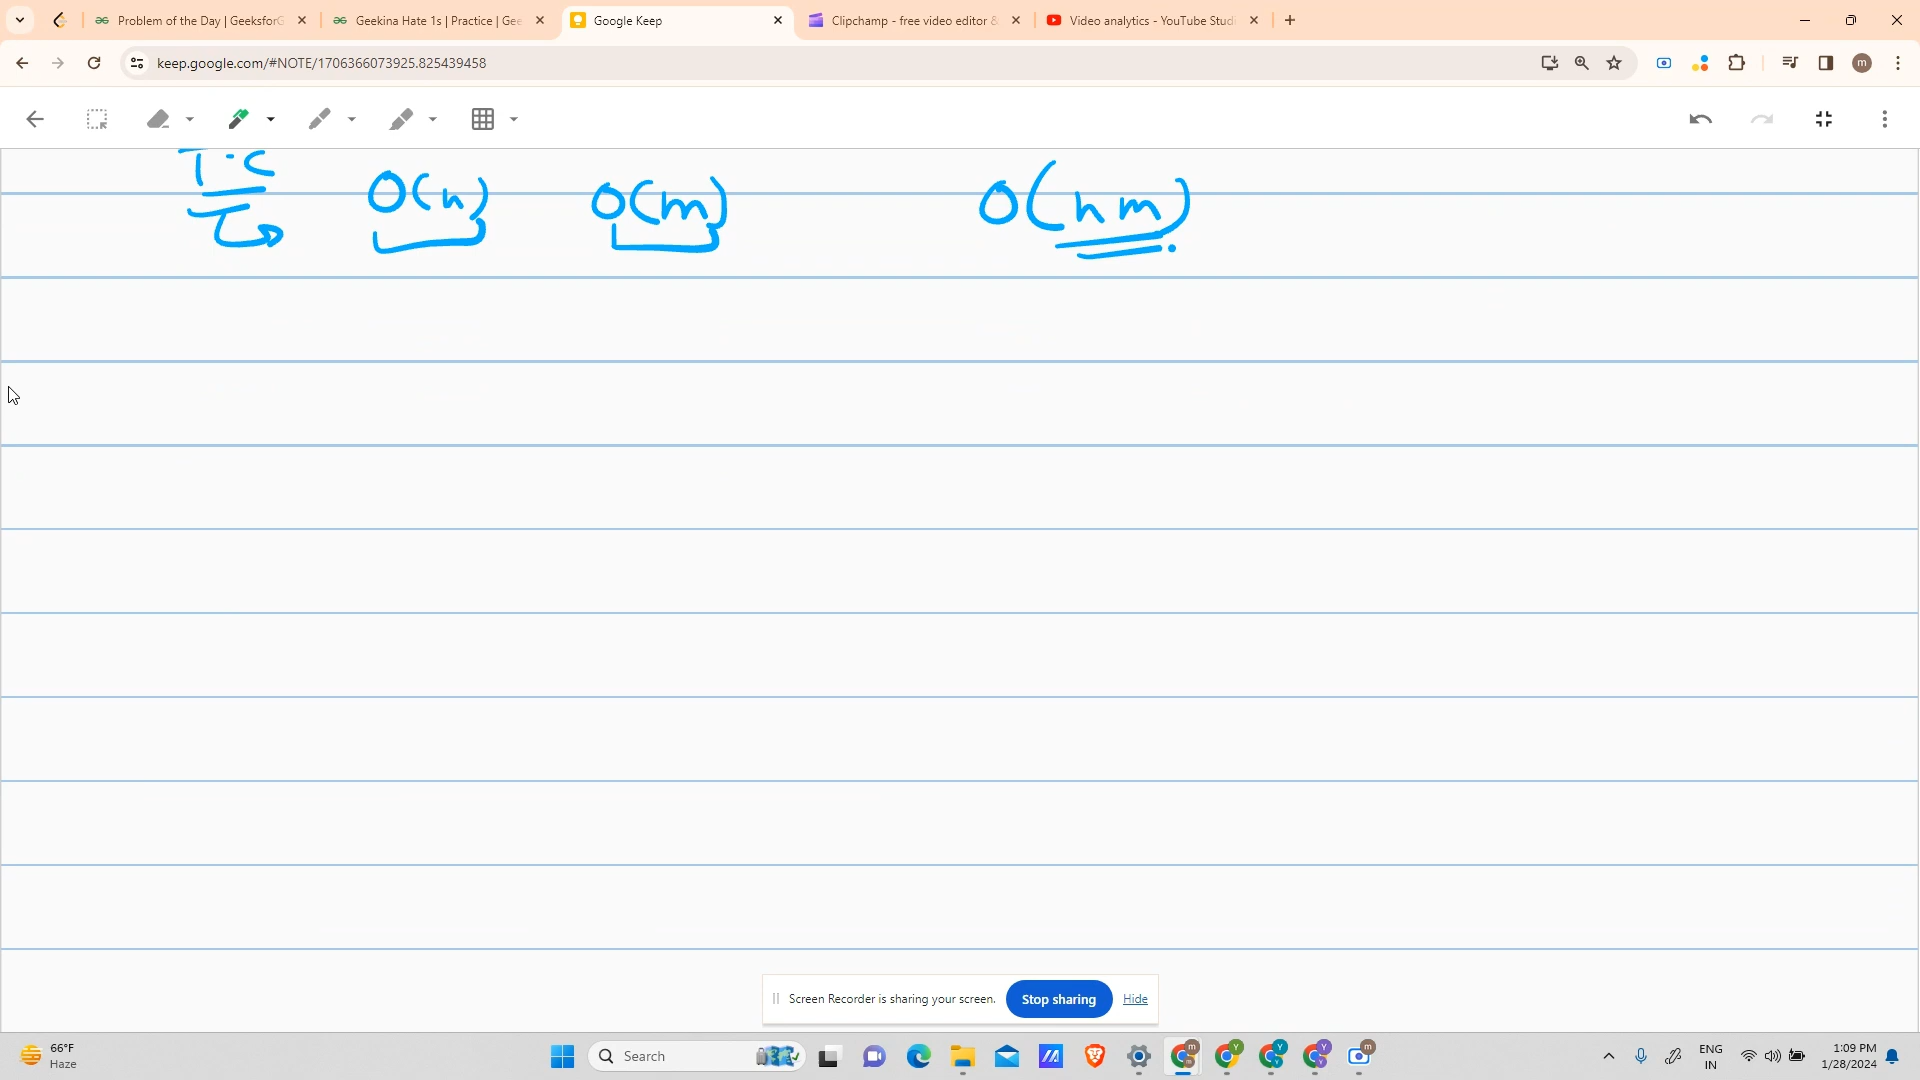 Problem of the Day | GeeksforG
Geekina Hate 1s | Practice | Gee
Google Keep
Clipchamp - free video editor &
Video analytics - YouTube Studi
keep.google.com/#NOTE/1706366073925.825439458
m
T.C
O(n) O(m) O(nm)
Screen Recorder is sharing your screen.
Stop sharing
Hide
66°F
Haze
Search
m
Y
Y
Y
m
ENG
IN
1:09 PM
1/28/2024